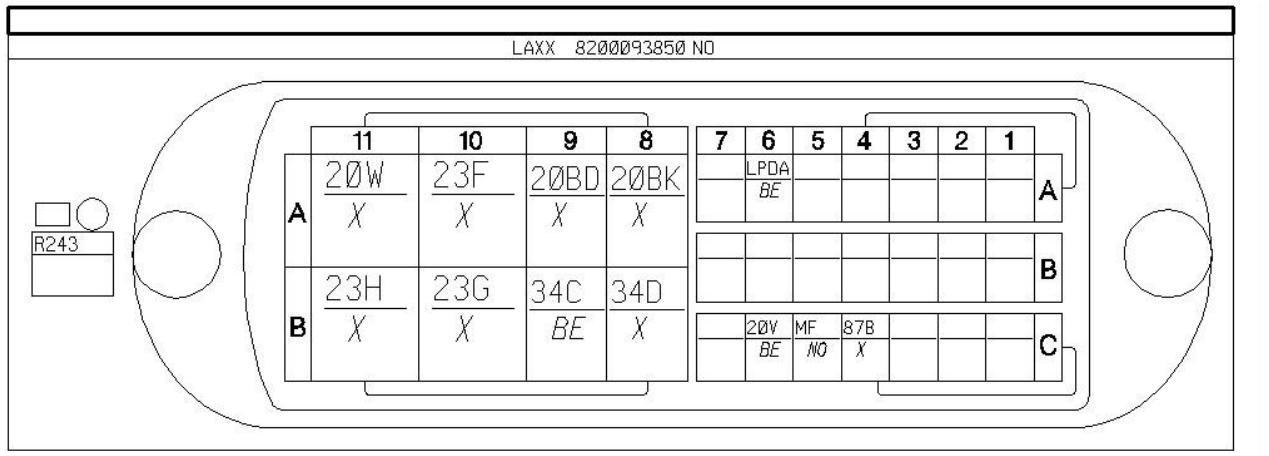 LAXX 8200093850 NO
11 10 9 8 7 6 5 4 3 2 1
A 20W 23F 20BD 20BK LPDA A
X X X X BE
R243
B
B 23H 23G 34C 34D
X X BE X
20V MF 87B C
BE NO X